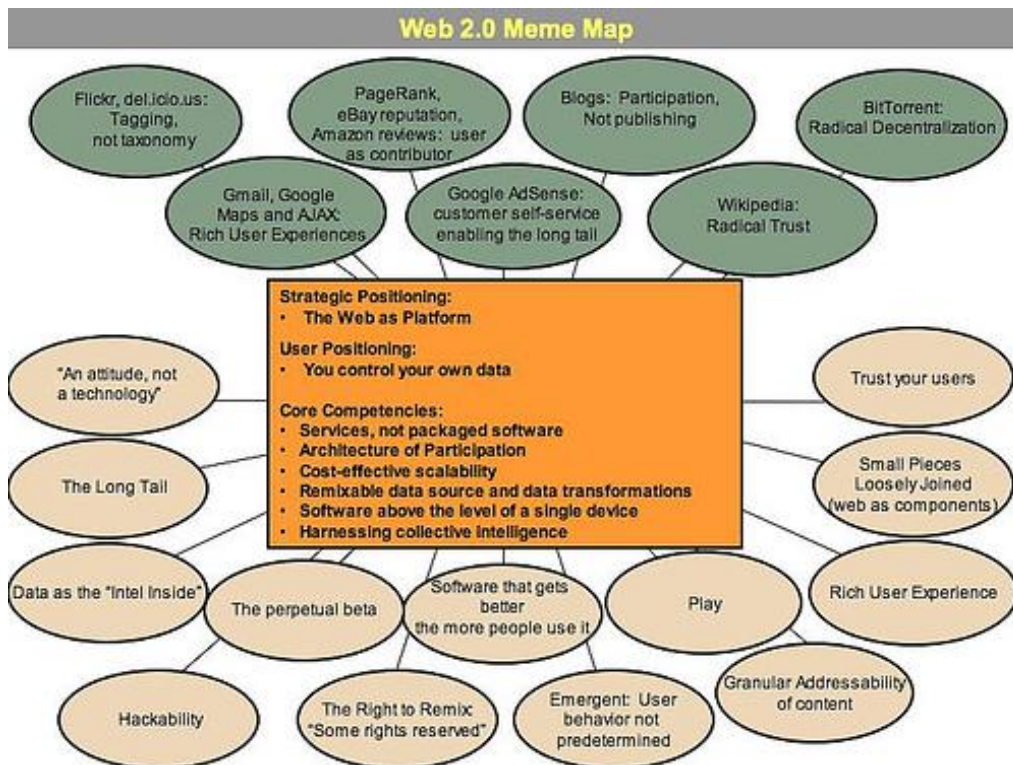 Web 2.0 Meme Map
Flickr, del.icio.us:
Tagging,
not taxonomy
PageRank,
eBay reputation,
Amazon reviews: user
as contributor
Blogs: Participation,
Not publishing
BitTorrent:
Radical Decentralization
Gmail, Google
Maps and AJAX:
Rich User Experiences
Google AdSense:
customer self-service
enabling the long tail
Wikipedia:
Radical Trust
Strategic Positioning:
• The Web as Platform
User Positioning:
• You control your own data
Core Competencies:
• Services, not packaged software
• Architecture of Participation
• Cost-effective scalability
• Remixable data source and data transformations
• Software above the level of a single device
• Harnessing collective intelligence
"An attitude, not
a technology"
Trust your users
The Long Tail
Small Pieces
Loosely Joined
(web as components)
Data as the "Intel Inside"
The perpetual beta
Software that gets
better
the more people use it
Play
Rich User Experience
Hackability
The Right to Remix:
"Some rights reserved"
Emergent: User
behavior not
predetermined
Granular Addressability
of content